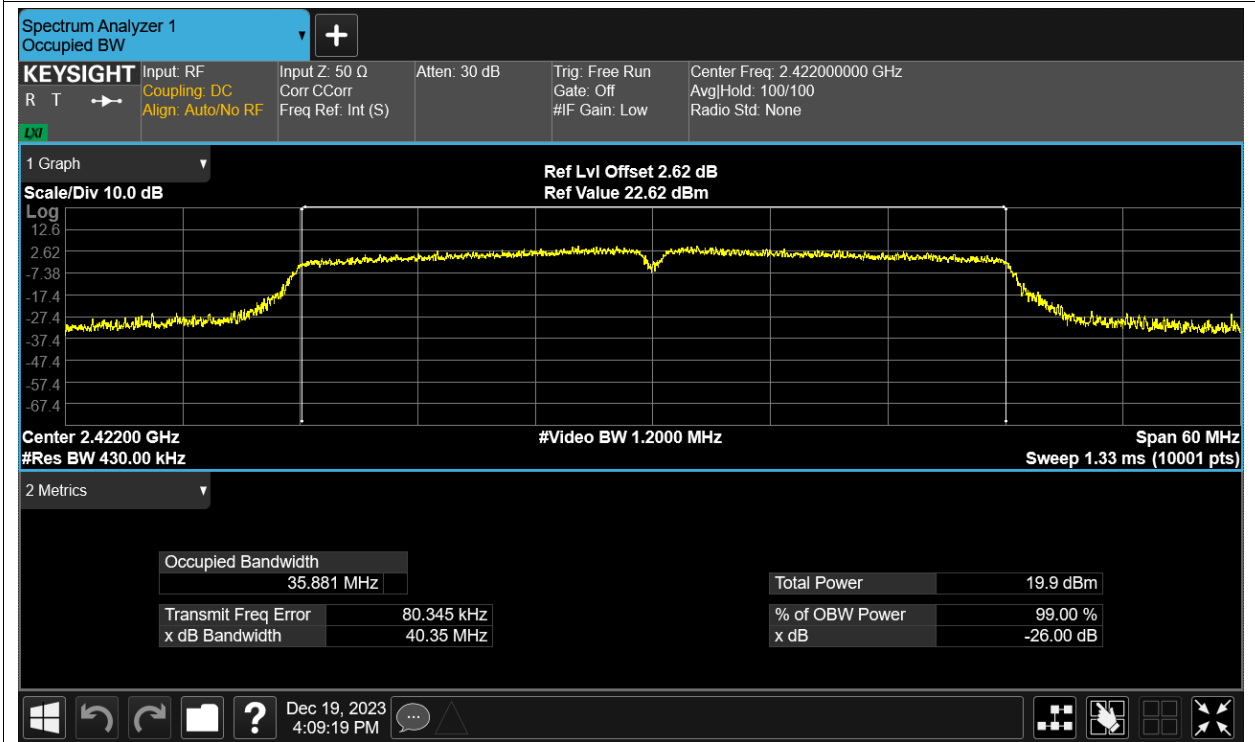 Spectrum Analyzer 1
Occupied BW
KEYSIGHT
R T
LXI
Input: RF
Coupling: DC
Align: Auto/No RF
Input Z: 50 Ω
Corr CCorr
Freq Ref: Int (S)
Atten: 30 dB
Trig: Free Run
Gate: Off
#IF Gain: Low
Center Freq: 2.422000000 GHz
Avg|Hold: 100/100
Radio Std: None
1 Graph
Scale/Div 10.0 dB
Ref Lvl Offset 2.62 dB
Ref Value 22.62 dBm
Log
12.6
2.62
-7.38
-17.4
-27.4
-37.4
-47.4
-57.4
-67.4
Center 2.42200 GHz
#Res BW 430.00 kHz
#Video BW 1.2000 MHz
Span 60 MHz
Sweep 1.33 ms (10001 pts)
2 Metrics
Occupied Bandwidth
35.881 MHz
Transmit Freq Error 80.345 kHz
x dB Bandwidth 40.35 MHz
Total Power 19.9 dBm
% of OBW Power 99.00 %
x dB -26.00 dB
?
Dec 19, 2023
4:09:19 PM